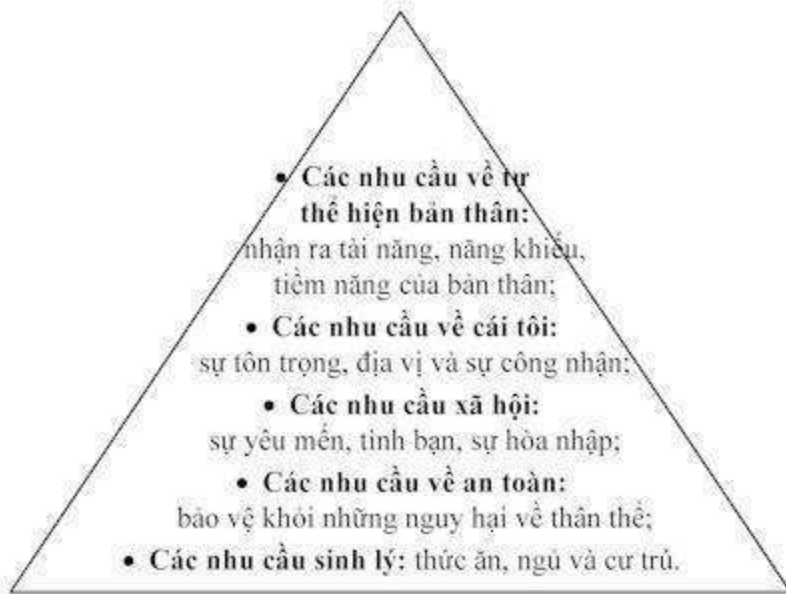 • Các nhu cầu về tự
thể hiện bản thân:
nhận ra tài năng, năng khiếu,
tiềm năng của bản thân;
• Các nhu cầu về cái tôi:
sự tôn trọng, địa vị và sự công nhận;
• Các nhu cầu xã hội:
sự yêu mến, tình bạn, sự hòa nhập;
• Các nhu cầu về an toàn:
bảo vệ khỏi những nguy hại về thân thể;
• Các nhu cầu sinh lý: thức ăn, ngủ và cư trú.